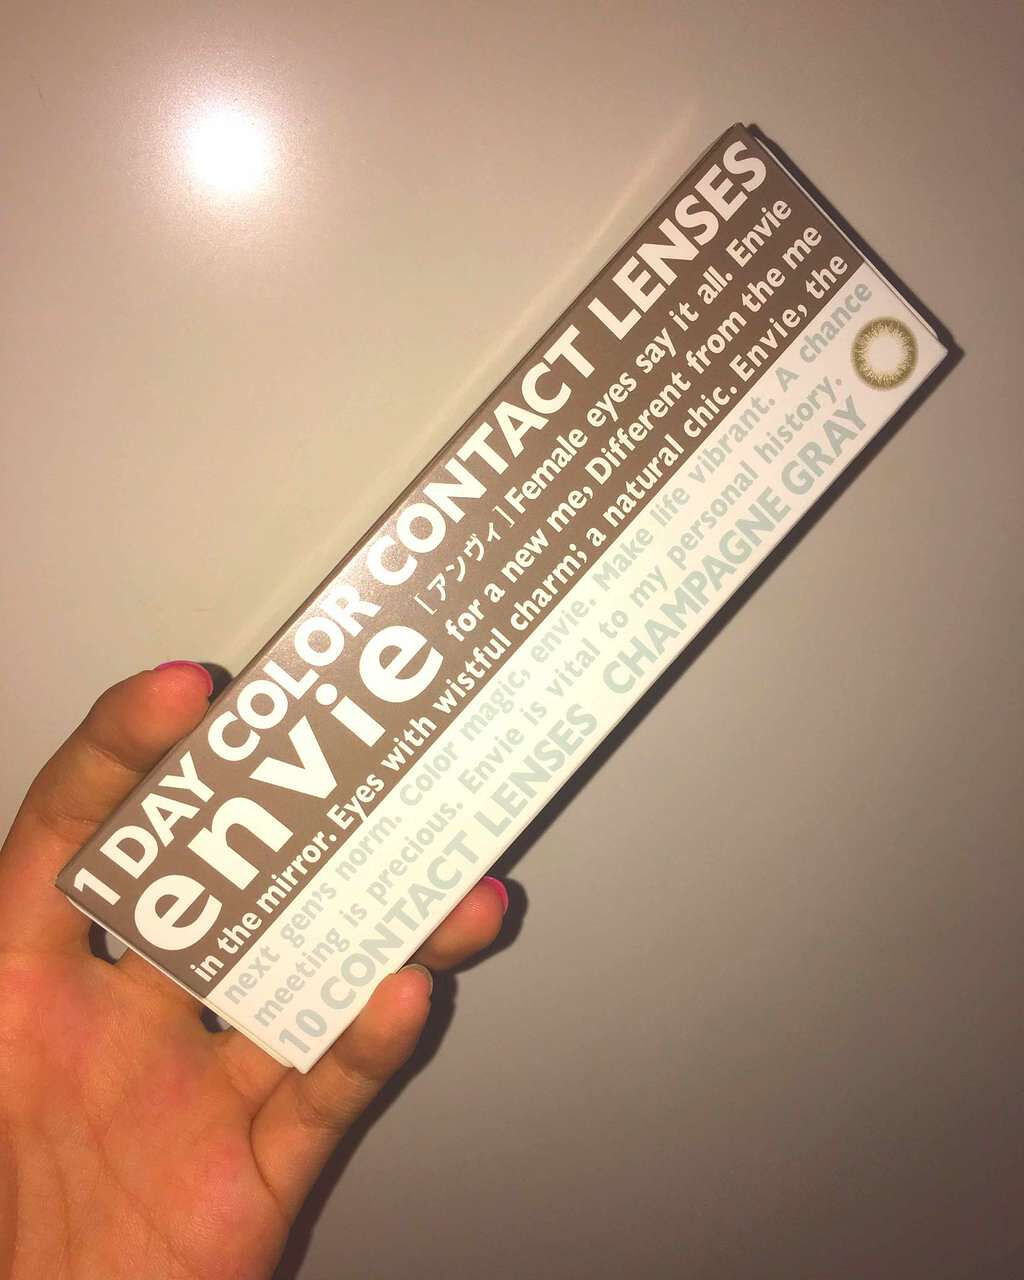 1 DAY COLOR CONTACT LENSES
envie
[アンヴィ] Female eyes say it all. Envie
for a new me, Different from the me
in the mirror. Eyes with wistful charm; a natural chic. Envie, the
next gen's norm. Color magic, envie. Make life vibrant. A chance
meeting is precious. Envie is vital to my personal history.
10 CONTACT LENSES CHAMPAGNE GRAY